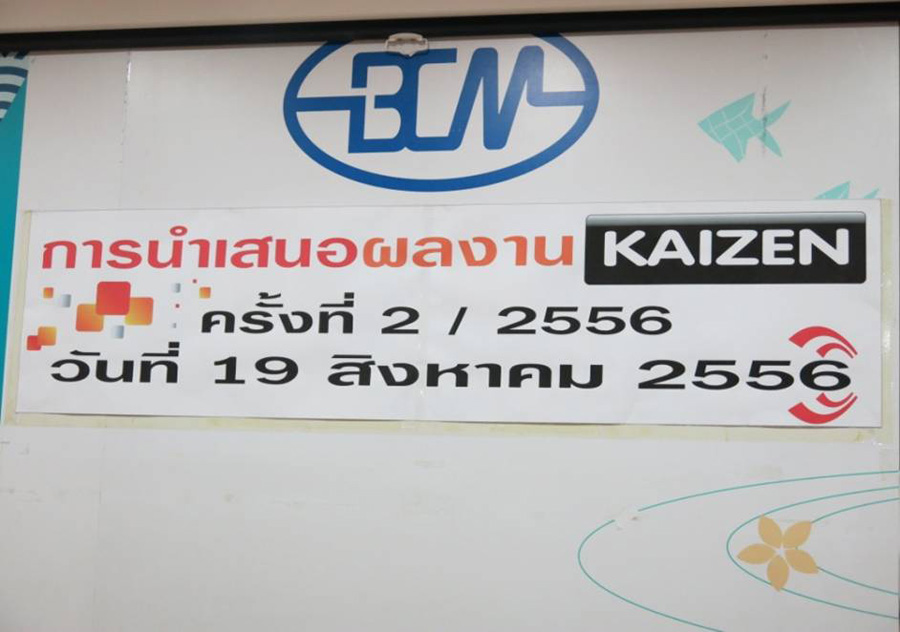 BCM
การนำเสนอผลงาน KAIZEN
ครั้งที่ 2 / 2556
วันที่ 19 สิงหาคม 2556